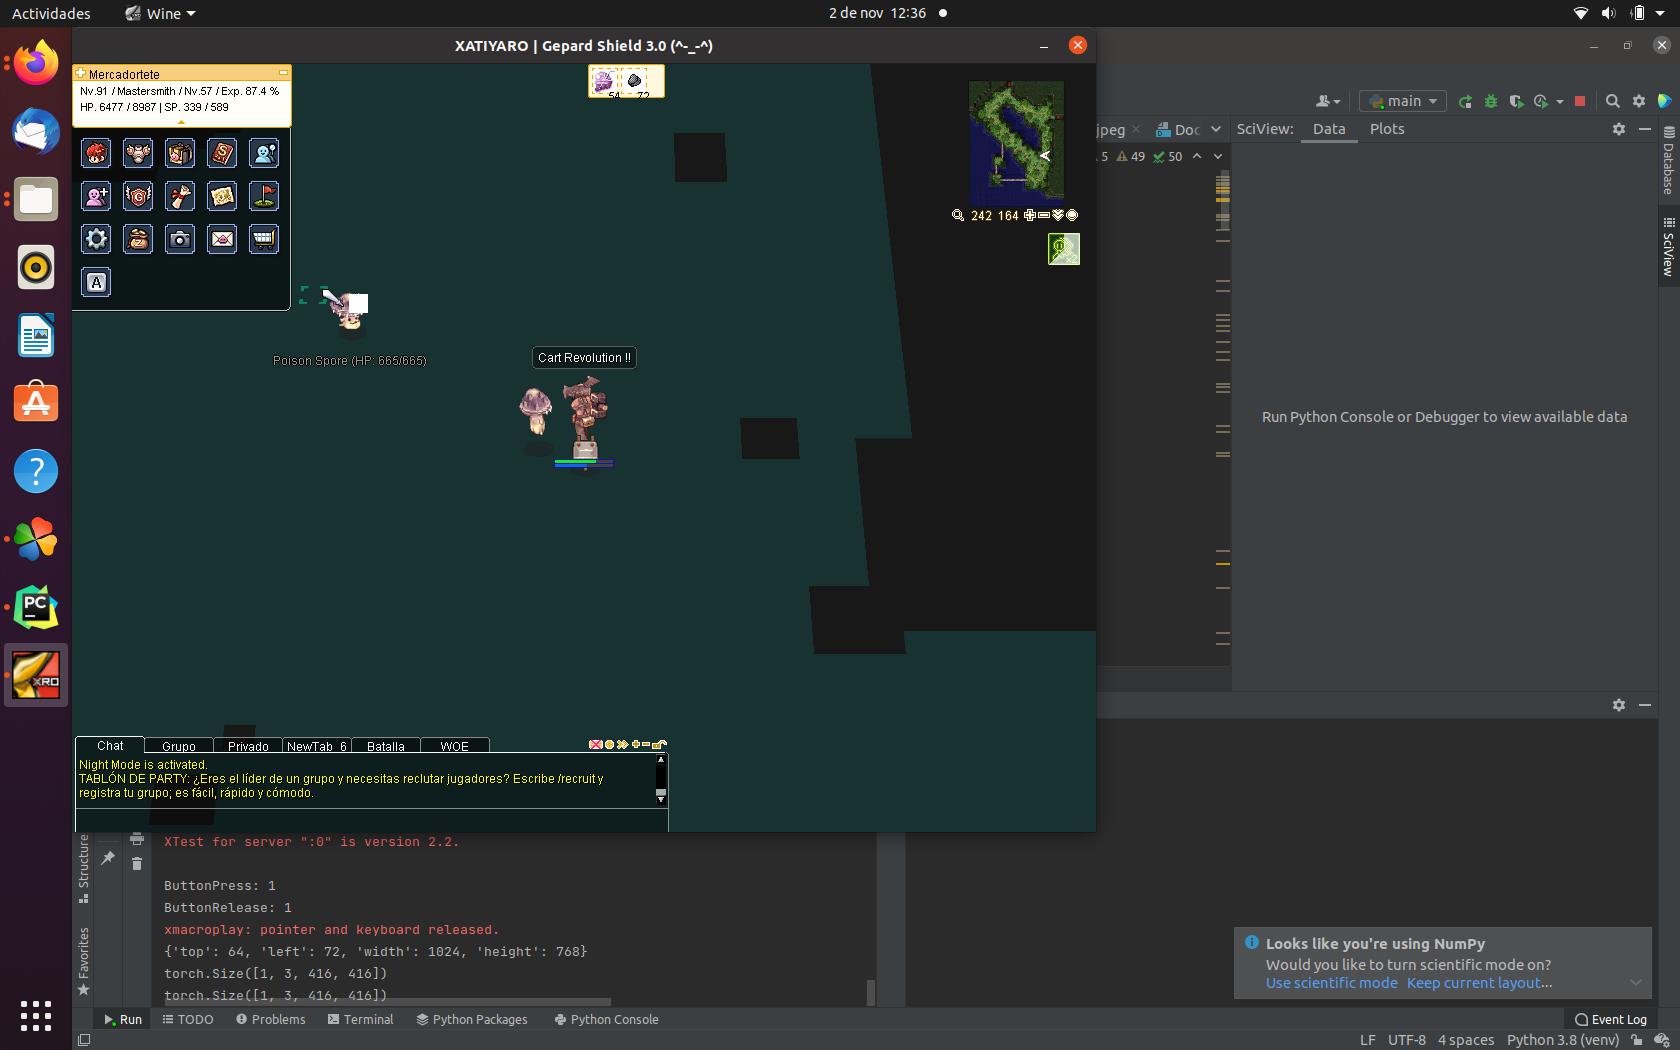 Actividades
Wine
2 de nov 12:36
XATIYARO | Gepard Shield 3.0 (^-_-^)
Mercadortete
Nv.91 / Mastersmith / Nv.57 / Exp. 87.4 %
HP. 6477 / 8987 | SP. 339 / 589
54 72
242 164
A
Poison Spore (HP: 665/665)
Cart Revolution !!
Chat Grupo Privado NewTab_6 Batalla WOE
Night Mode is activated.
TABLÓN DE PARTY: ¿Eres el líder de un grupo y necesitas reclutar jugadores? Escribe /recruit y
registra tu grupo; es fácil, rápido y cómodo.
main
jpeg
Doc
SciView: Data Plots
5 49 50
Database
SciView
Run Python Console or Debugger to view available data
PC
XRO
Structure
Favorites
XTest for server ":0" is version 2.2.
ButtonPress: 1
ButtonRelease: 1
xmacroplay: pointer and keyboard released.
{'top': 64, 'left': 72, 'width': 1024, 'height': 768}
torch.Size([1, 3, 416, 416])
torch.Size([1, 3, 416, 416])
Looks like you're using NumPy
Would you like to turn scientific mode on?
Use scientific mode Keep current layout...
Run TODO Problems Terminal Python Packages Python Console
Event Log
LF UTF-8 4 spaces Python 3.8 (venv)